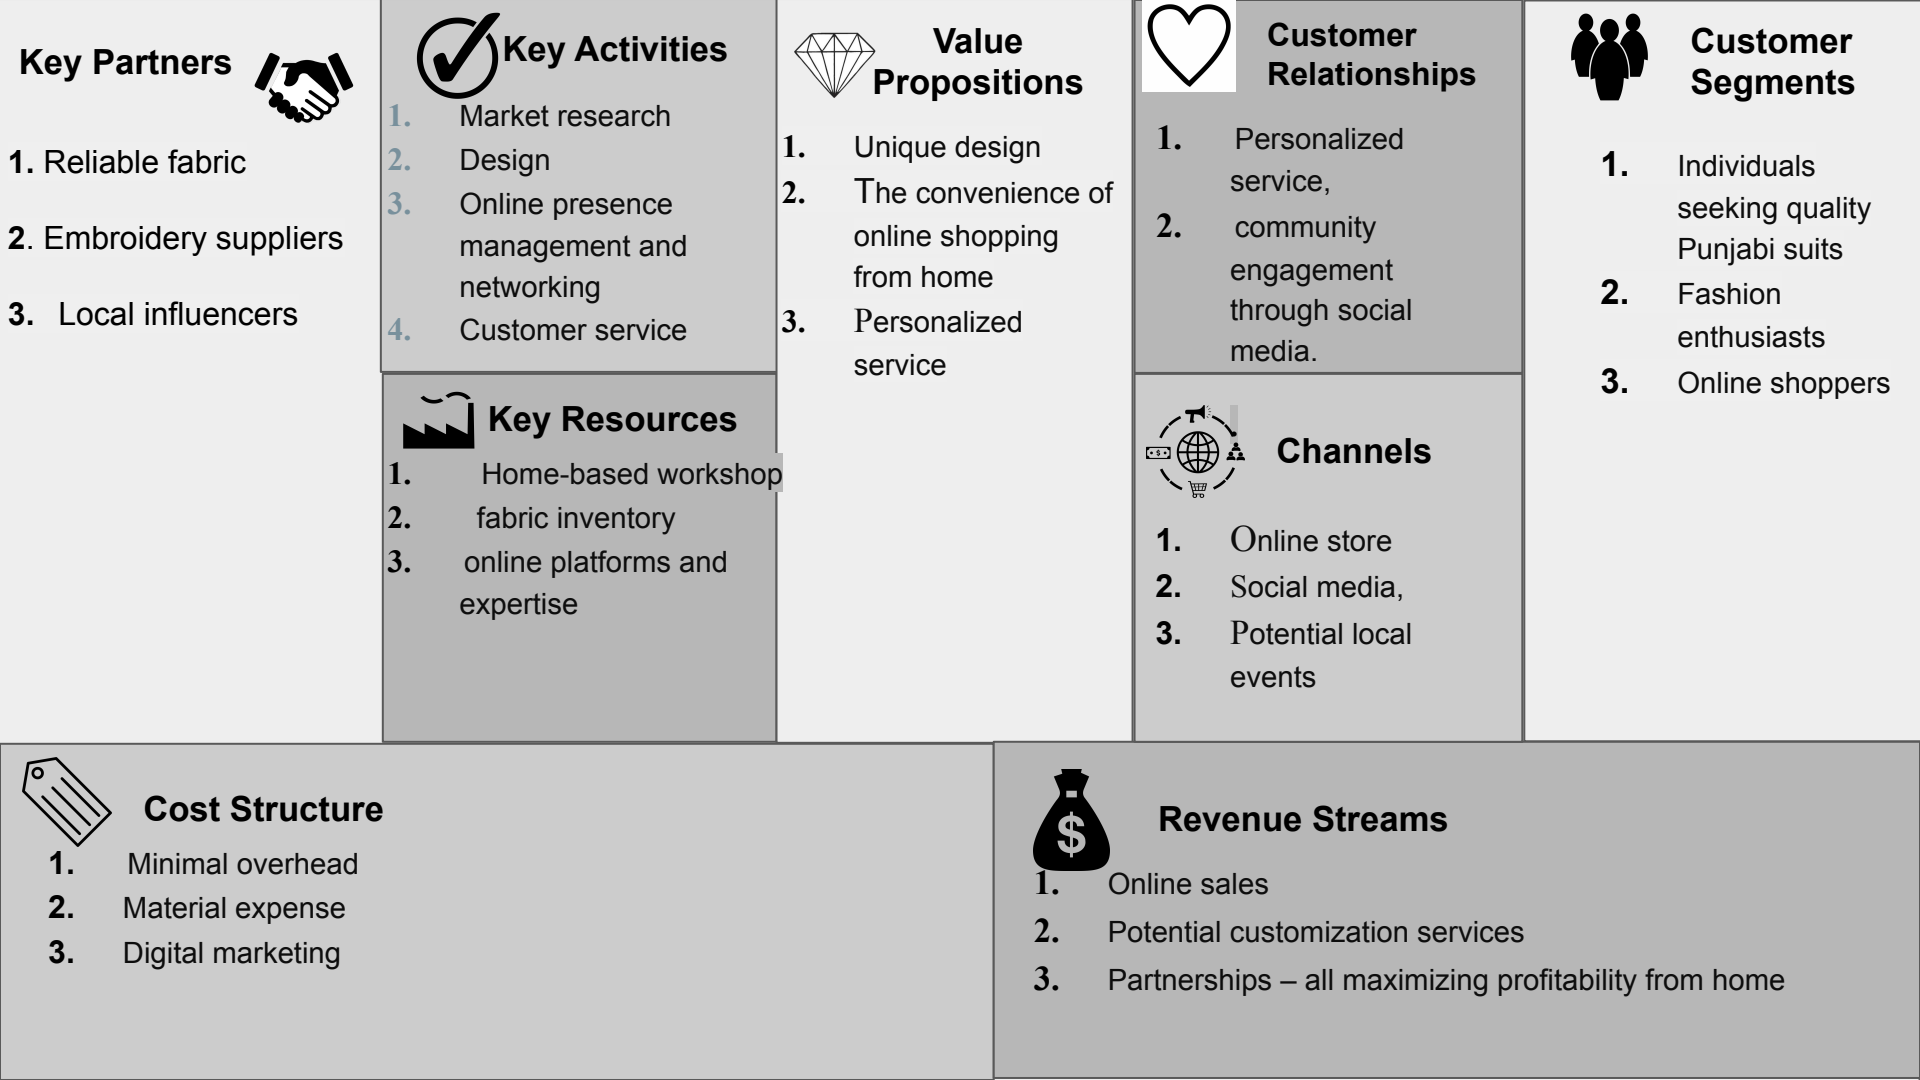 Key Partners
1. Reliable fabric
2. Embroidery suppliers
3. Local influencers
Key Activities
1. Market research
2. Design
3. Online presence
management and
networking
4. Customer service
Key Resources
1. Home-based workshop
2. fabric inventory
3. online platforms and
expertise
Value
Propositions
1. Unique design
2. The convenience of
online shopping
from home
3. Personalized
service
Customer
Relationships
1. Personalized
service,
2. community
engagement
through social
media.
Channels
1. Online store
2. Social media,
3. Potential local
events
Customer
Segments
1. Individuals
seeking quality
Punjabi suits
2. Fashion
enthusiasts
3. Online shoppers
Cost Structure
1. Minimal overhead
2. Material expense
3. Digital marketing
$
Revenue Streams
1. Online sales
2. Potential customization services
3. Partnerships – all maximizing profitability from home